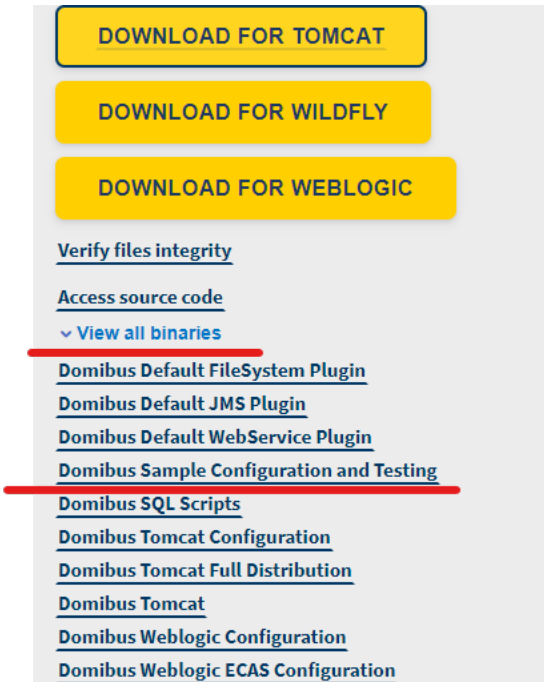 DOWNLOAD FOR TOMCAT
DOWNLOAD FOR WILDFLY
DOWNLOAD FOR WEBLOGIC
Verify files integrity
Access source code
View all binaries
Domibus Default FileSystem Plugin
Domibus Default JMS Plugin
Domibus Default WebService Plugin
Domibus Sample Configuration and Testing
Domibus SQL Scripts
Domibus Tomcat Configuration
Domibus Tomcat Full Distribution
Domibus Tomcat
Domibus Weblogic Configuration
Domibus Weblogic ECAS Configuration